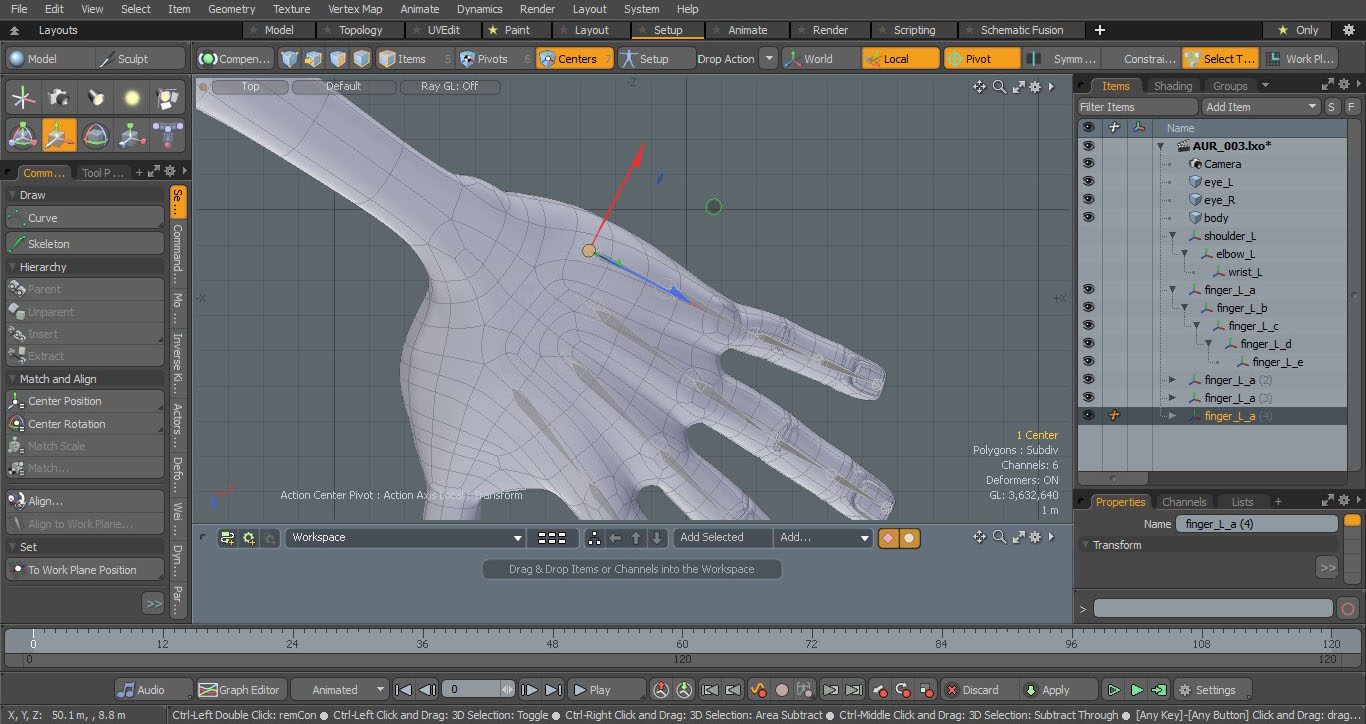 File Edit View Select Item Geometry Texture Vertex Map Animate Dynamics Render Layout System Help
Layouts Model Topology UVEdit Paint Layout Setup Animate Render Scripting Schematic Fusion + Only
Model Sculpt Compen... Items 5 Pivots 6 Centers 7 Setup Drop Action World Local Pivot Symm ... Constrai... Select T... Work Pl...
Top Default Ray GL: Off
-Z
Items Shading Groups
Filter Items Add Item S F
Name
AUR_003.lxo*
Camera
eye_L
eye_R
body
shoulder_L
elbow_L
wrist_L
finger_L_a
finger_L_b
finger_L_c
finger_L_d
finger_L_e
finger_L_a (2)
finger_L_a (3)
finger_L_a (4)
Comm... Tool P ... +
Draw
Curve
Skeleton
Hierarchy
Parent
Unparent
Insert
Extract
Match and Align
Center Position
Center Rotation
Match Scale
Match...
Align...
Align to Work Plane...
Set
To Work Plane Position
>>
Se...
Command...
Mo ...
Inverse Ki...
Actors...
Defo...
Wei ...
Dyn...
Par...
-X
+X
1 Center
Polygons : Subdiv
Channels: 6
Deformers: ON
GL: 3,632,640
1 m
Action Center Pivot : Action Axis Local : Transform
Workspace Add Selected Add...
Drag & Drop Items or Channels into the Workspace
Properties Channels Lists +
Name finger_L_a (4)
Transform
>>
>
0 12 24 36 48 60 72 84 96 108 120
0 120 120
Audio Graph Editor Animated 0 Play Discard Apply Settings
X, Y, Z: 50.1 m, , 8.8 m Ctrl-Left Double Click: remCon ● Ctrl-Left Click and Drag: 3D Selection: Toggle ● Ctrl-Right Click and Drag: 3D Selection: Area Subtract ● Ctrl-Middle Click and Drag: 3D Selection: Subtract Through ● [Any Key]-[Any Button] Click and Drag: drag...